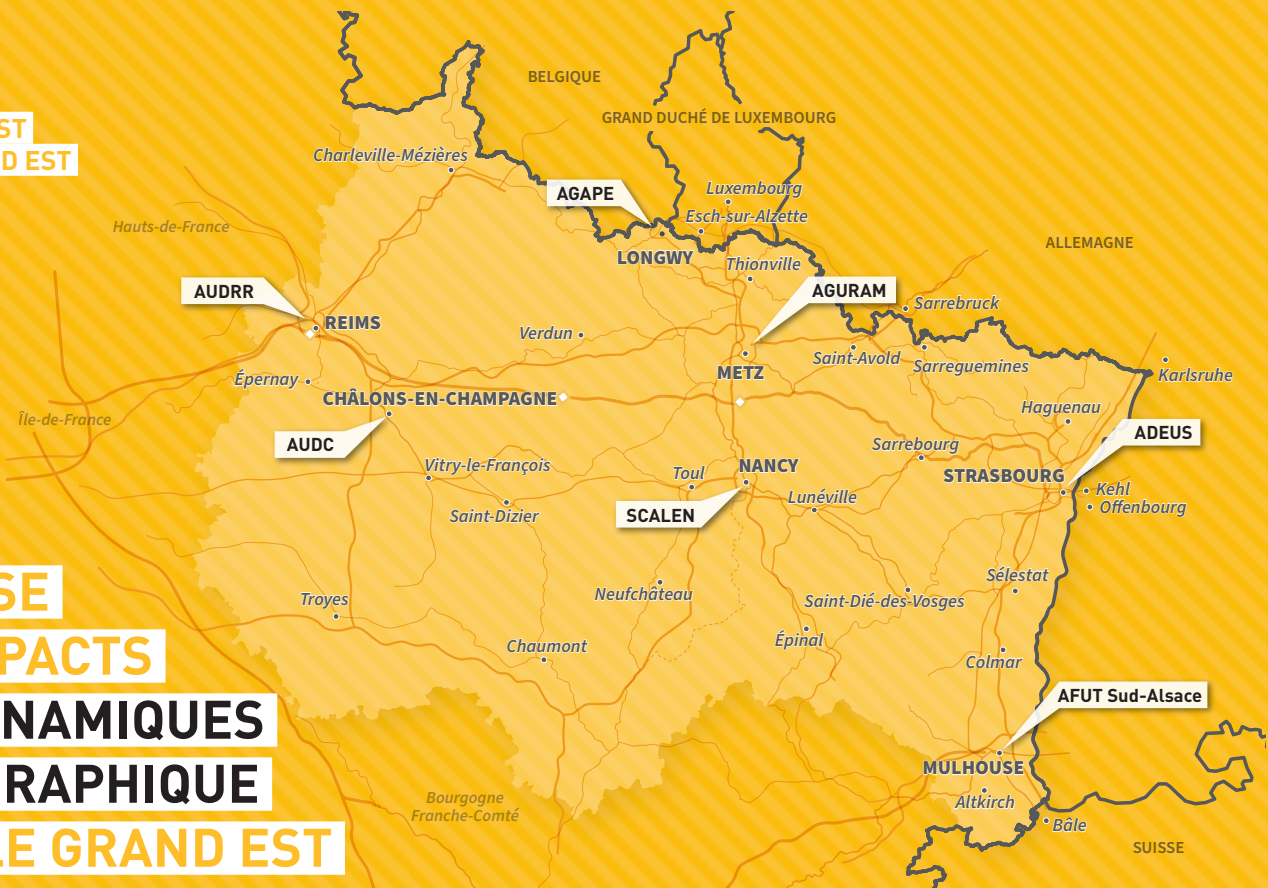 BELGIQUE
GRAND DUCHÉ DE LUXEMBOURG
ST
D EST
Charleville-Mézières
AGAPE
Luxembourg
Esch-sur-Alzette
Hauts-de-France
ALLEMAGNE
LONGWY
Thionville
AUDRR
AGURAM
Sarrebruck
REIMS
Verdun
Saint-Avold
Sarreguemines
METZ
Karlsruhe
Épernay
CHÂLONS-EN-CHAMPAGNE
Haguenau
Île-de-France
ADEUS
AUDC
Sarrebourg
Vitry-le-François
NANCY
Toul
STRASBOURG
Kehl
Lunéville
Offenbourg
Saint-Dizier
SCALEN
Sélestat
SE
Neufchâteau
Troyes
Saint-Dié-des-Vosges
Épinal
Chaumont
PACTS
Colmar
AFUT Sud-Alsace
NAMIQUES
MULHOUSE
RAPHIQUE
Bourgogne
Franche-Comté
Altkirch
Bâle
LE GRAND EST
SUISSE